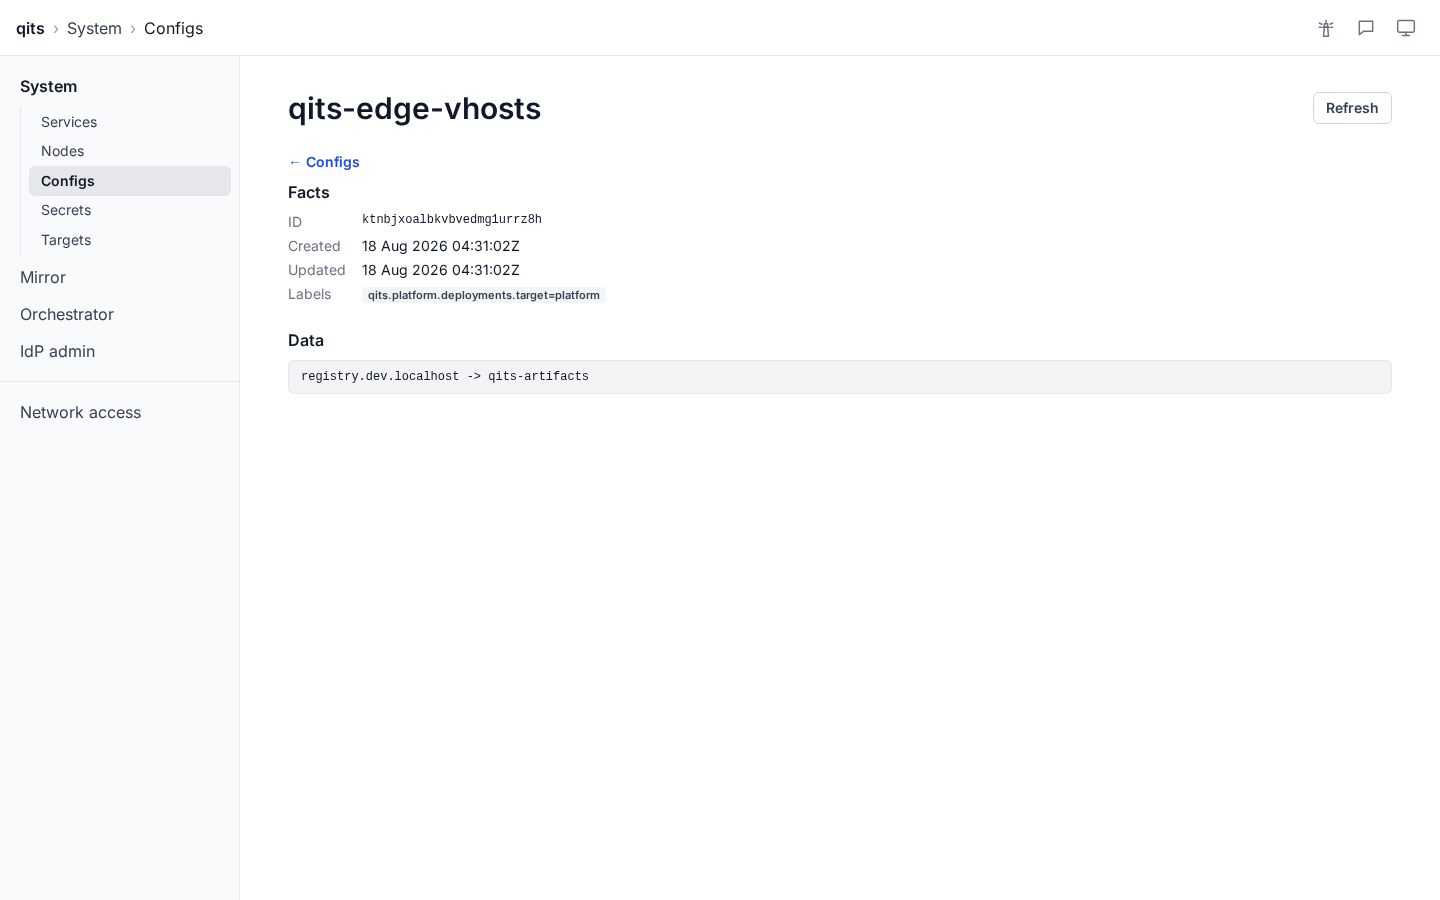 qits › System › Configs
System
Services
Nodes
Configs
Secrets
Targets
Mirror
Orchestrator
IdP admin
Network access
qits-edge-vhosts
Refresh
← Configs
Facts
ID ktnbjxoalbkvbvedmg1urrz8h
Created 18 Aug 2026 04:31:02Z
Updated 18 Aug 2026 04:31:02Z
Labels qits.platform.deployments.target=platform
Data
registry.dev.localhost -> qits-artifacts